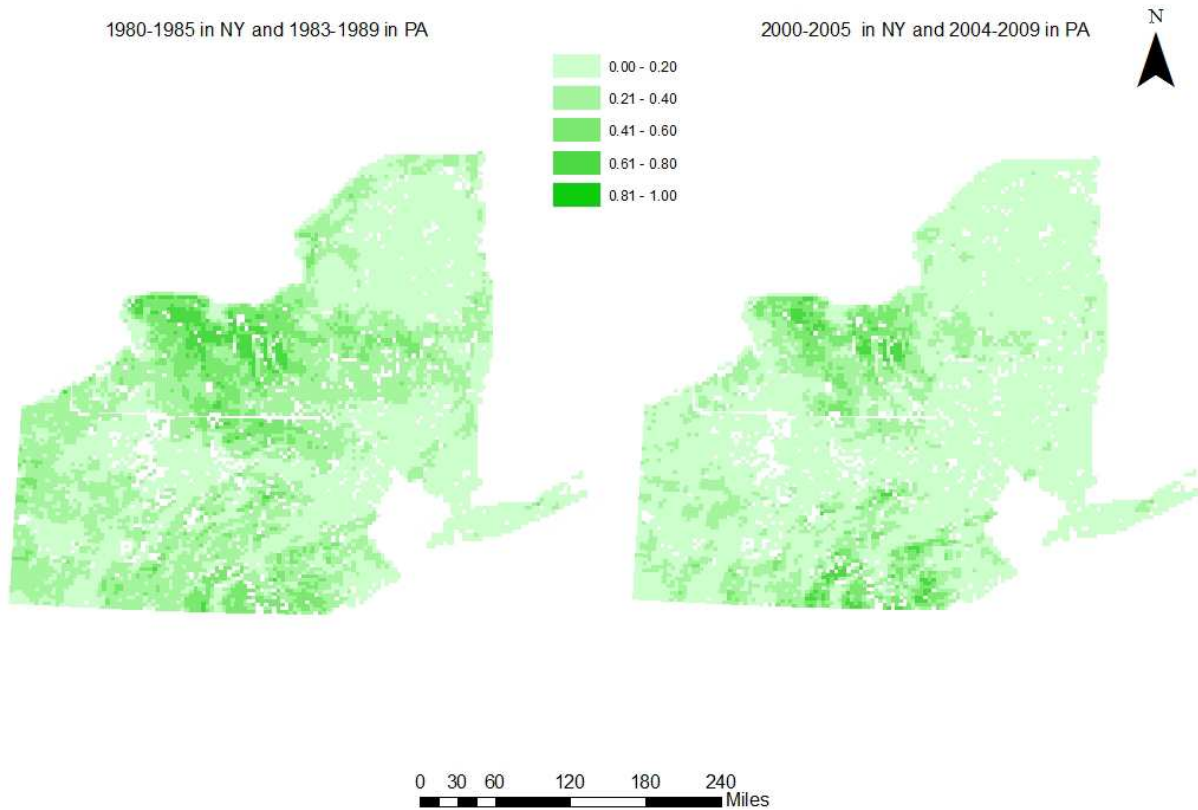 1980-1985 in NY and 1983-1989 in PA
2000-2005 in NY and 2004-2009 in PA
N
0.00 - 0.20
0.21 - 0.40
0.41 - 0.60
0.61 - 0.80
0.81 - 1.00
0 30 60 120 180 240
Miles